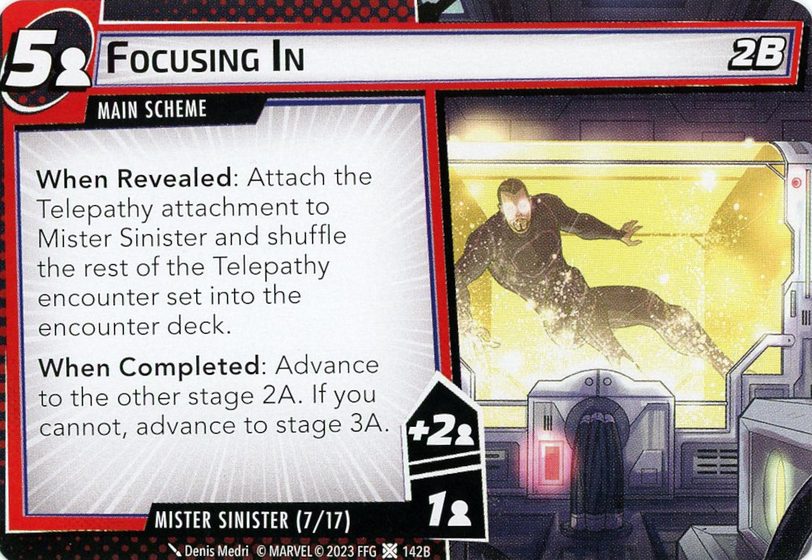 5
FOCUSING IN
2B
MAIN SCHEME
When Revealed: Attach the
Telepathy attachment to
Mister Sinister and shuffle
the rest of the Telepathy
encounter set into the
encounter deck.
When Completed: Advance
to the other stage 2A. If you
cannot, advance to stage 3A.
+2
1
MISTER SINISTER (7/17)
Denis Medri © MARVEL © 2023 FFG 142B